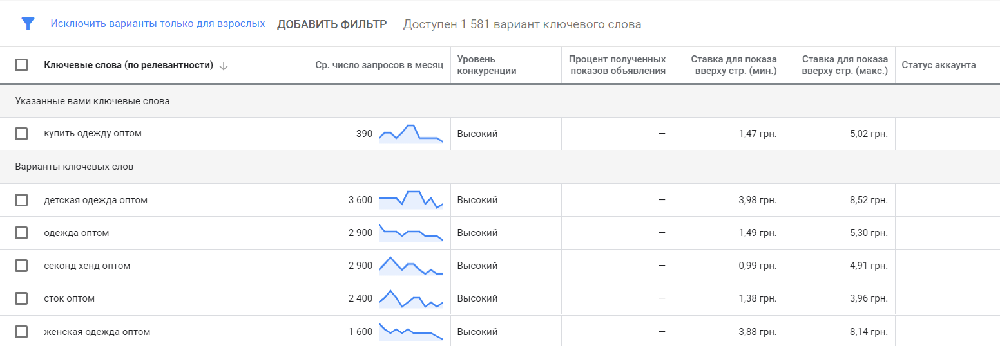 Исключить варианты только для взрослых ДОБАВИТЬ ФИЛЬТР Доступен 1 581 вариант ключевого слова
Ключевые слова (по релевантности) Ср. число запросов в месяц Уровень конкуренции Процент полученных показов объявления Ставка для показа вверху стр. (мин.) Ставка для показа вверху стр. (макс.) Статус аккаунта
Указанные вами ключевые слова
купить одежду оптом 390 Высокий — 1,47 грн. 5,02 грн.
Варианты ключевых слов
детская одежда оптом 3 600 Высокий — 3,98 грн. 8,52 грн.
одежда оптом 2 900 Высокий — 1,49 грн. 5,30 грн.
секонд хенд оптом 2 900 Высокий — 0,99 грн. 4,91 грн.
сток оптом 2 400 Высокий — 1,38 грн. 3,96 грн.
женская одежда оптом 1 600 Высокий — 3,88 грн. 8,14 грн.